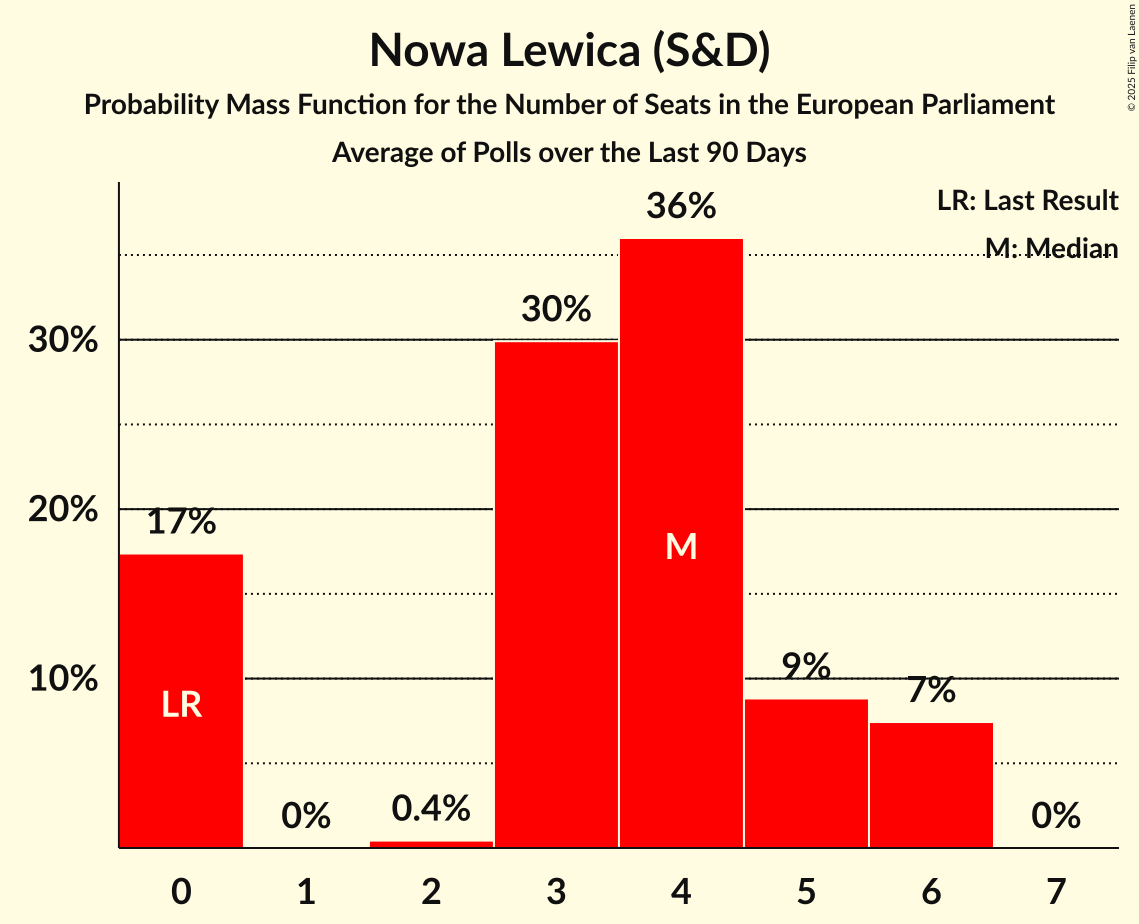 Nowa Lewica (S&D)
Probability Mass Function for the Number of Seats in the European Parliament
Average of Polls over the Last 90 Days
© 2025 Filip van Laenen
LR: Last Result
M: Median
36%
30%
30%
20%
17%
M
10%
9%
7%
LR
0%
0.4%
0%
0 1 2 3 4 5 6 7